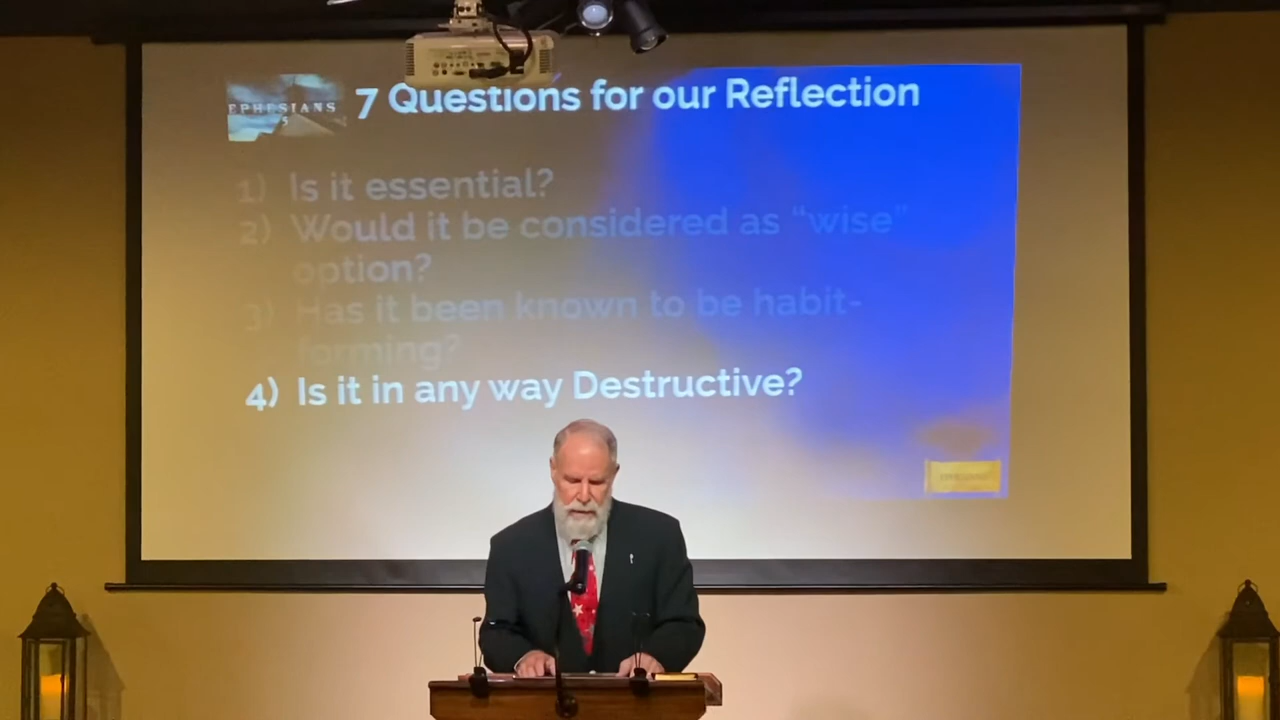 EPHESIANS
5
7 Questions for our Reflection
1) Is it essential?
2) Would it be considered as “wise”
option?
3) Has it been known to be habit-
forming?
4) Is it in any way Destructive?